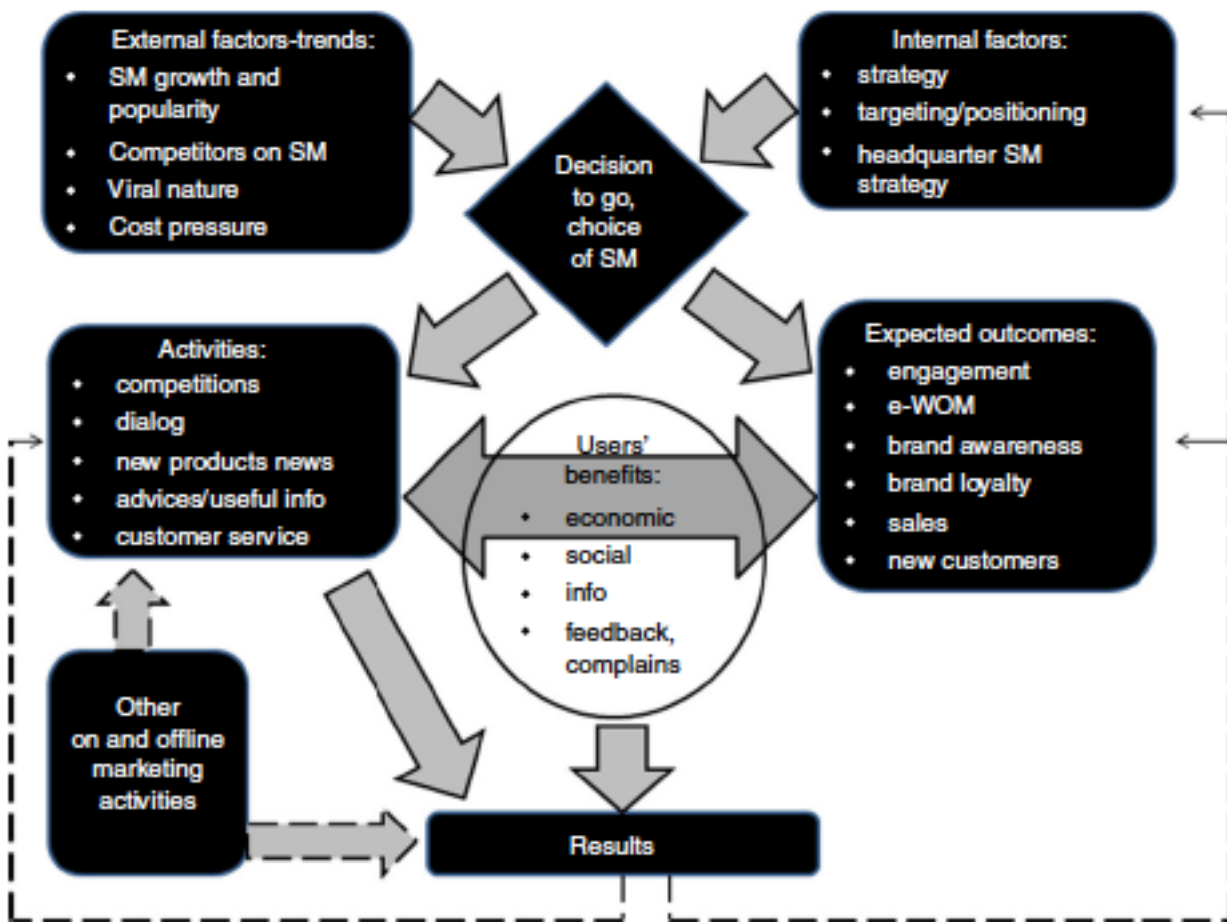 External factors-trends:
• SM growth and
popularity
• Competitors on SM
• Viral nature
• Cost pressure
Internal factors:
• strategy
• targeting/positioning
• headquarter SM
strategy
Decision
to go,
choice
of SM
Activities:
• competitions
• dialog
• new products news
• advices/useful info
• customer service
Users'
benefits:
• economic
• social
• info
• feedback,
complains
Expected outcomes:
• engagement
• e-WOM
• brand awareness
• brand loyalty
• sales
• new customers
Other
on and offline
marketing
activities
Results